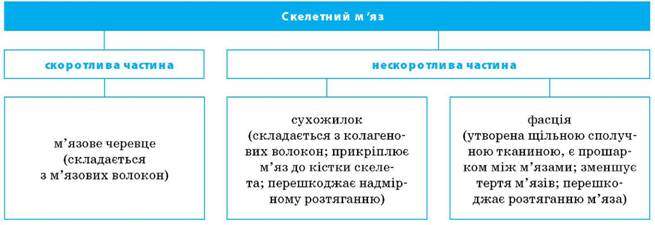 Скелетний м’яз
скоротлива частина
нескоротлива частина
м’язове черевце
(складається
з м’язових волокон)
сухожилок
(складається з колагено-
вих волокон; прикріплює
м’яз до кістки скеле-
та; перешкоджає надмір-
ному розтяганню)
фасція
(утворена щільною сполуч-
ною тканиною, є прошар-
ком між м’язами; зменшує
тертя м’язів; перешко-
джає розтяганню м’яза)